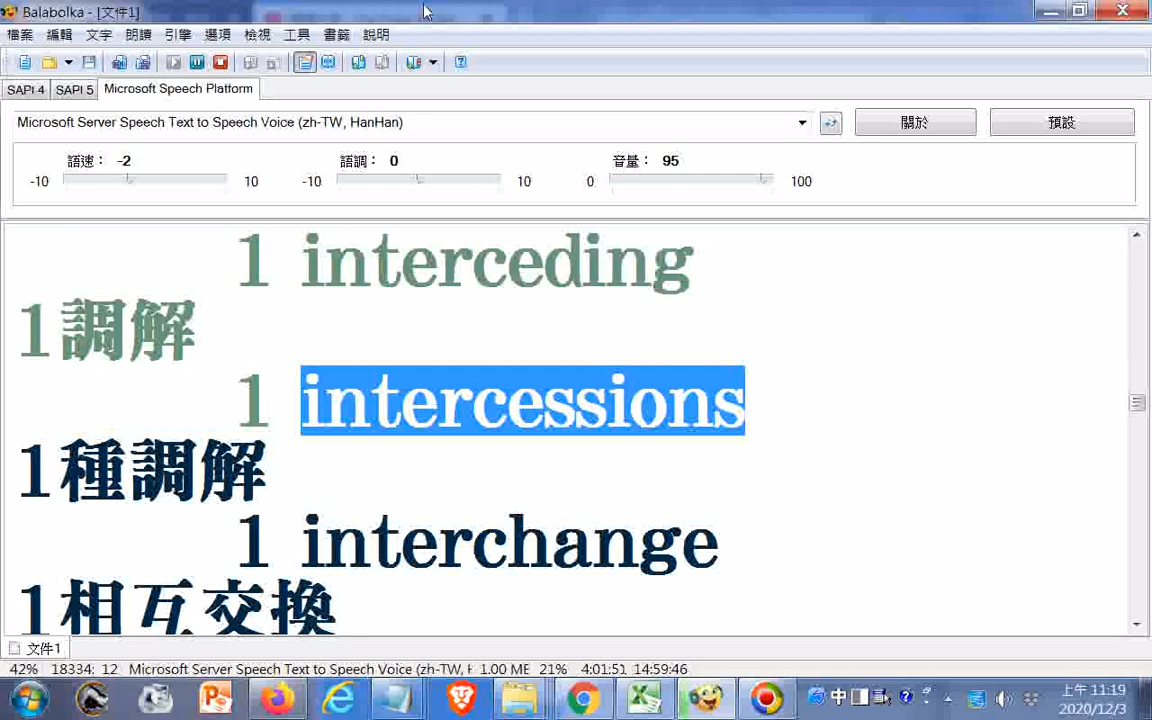 Balabolka - [文件1]
檔案 編輯 文字 朗讀 引擎 選項 檢視 工具 書籤 說明
SAPI 4 SAPI 5 Microsoft Speech Platform
Microsoft Server Speech Text to Speech Voice (zh-TW, HanHan) 關於 預設
語速： -2 語調： 0 音量： 95
-10 10 -10 10 0 100
1 interceding
1調解
1 intercessions
1種調解
1 interchange
1相互交換
文件1
42% 18334: 12 Microsoft Server Speech Text to Speech Voice (zh-TW, 1.00 ME 21% 4:01:51 14:59:46
中 上午 11:19
2020/12/3